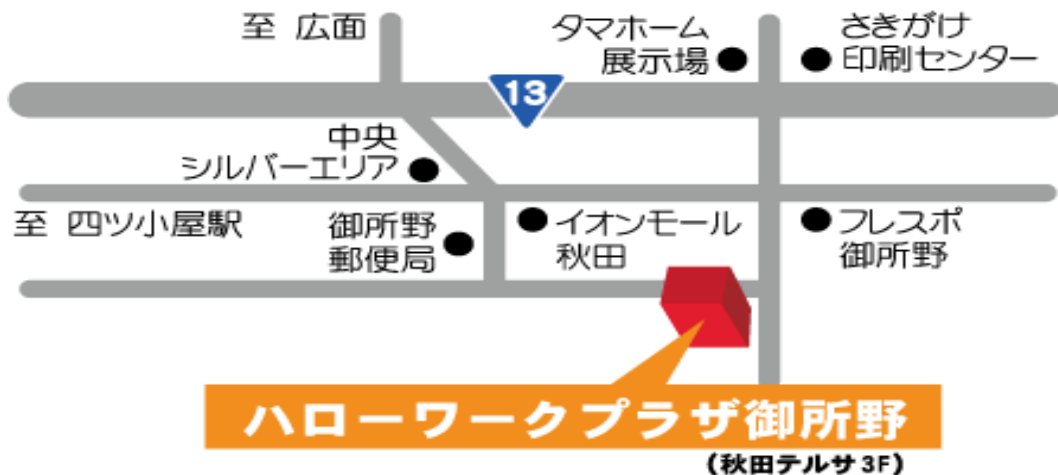 至 広面
タマホーム
展示場
さきがけ
印刷センター
13
中央
シルバーエリア
至 四ツ小屋駅
御所野
郵便局
イオンモール
秋田
フレスポ
御所野
ハローワークプラザ御所野
(秋田テルサ3F)